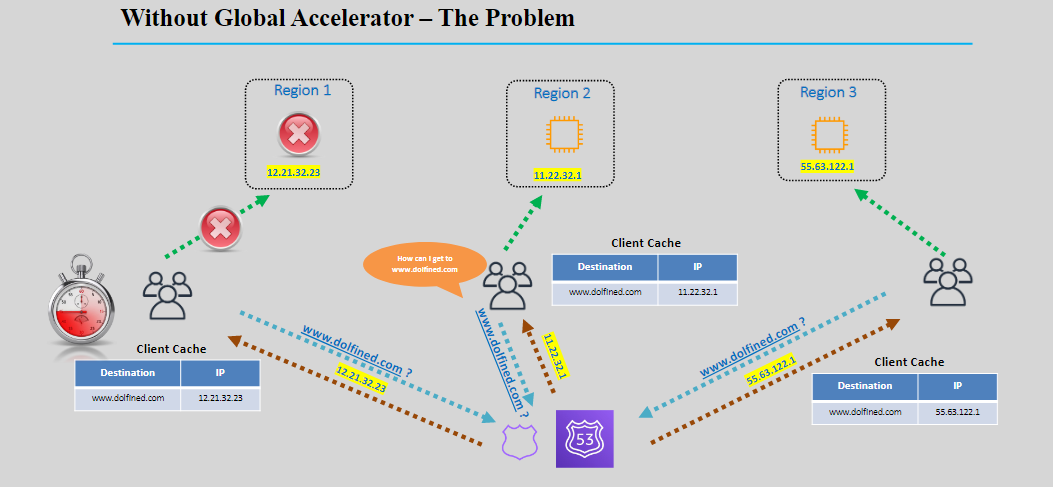 Without Global Accelerator – The Problem
Region 1
12.21.32.23
Region 2
11.22.32.1
Region 3
55.63.122.1
How can I get to
www.dolfined.com
Client Cache
Destination IP
www.dolfined.com 11.22.32.1
Client Cache
Destination IP
www.dolfined.com 12.21.32.23
www.dolfined.com ?
12.21.32.23
www.dolfined.com ?
11.22.32.1
www.dolfined.com ?
55.63.122.1
Client Cache
Destination IP
www.dolfined.com 55.63.122.1
53